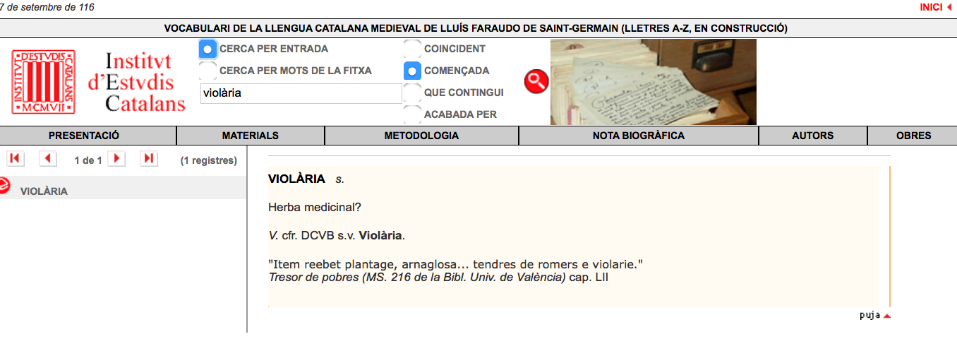 7 de setembre de 116
INICI
VOCABULARI DE LA LLENGUA CATALANA MEDIEVAL DE LLUÍS FARAUDO DE SAINT-GERMAIN (LLETRES A-Z, EN CONSTRUCCIÓ)
INSTITVT D'ESTVDIS CATALANS
MCMVII
Institvt
d'Estvdis
Catalans
CERCA PER ENTRADA
CERCA PER MOTS DE LA FITXA
violària
COINCIDENT
COMENÇADA
QUE CONTINGUI
ACABADA PER
PRESENTACIÓ MATERIALS METODOLOGIA NOTA BIOGRÀFICA AUTORS OBRES
1 de 1 (1 registres)
VIOLÀRIA
VIOLÀRIA s.
Herba medicinal?
V. cfr. DCVB s.v. Violària.
"Item reebet plantage, arnaglosa... tendres de romers e violarie."
Tresor de pobres (MS. 216 de la Bibl. Univ. de València) cap. LII
puja